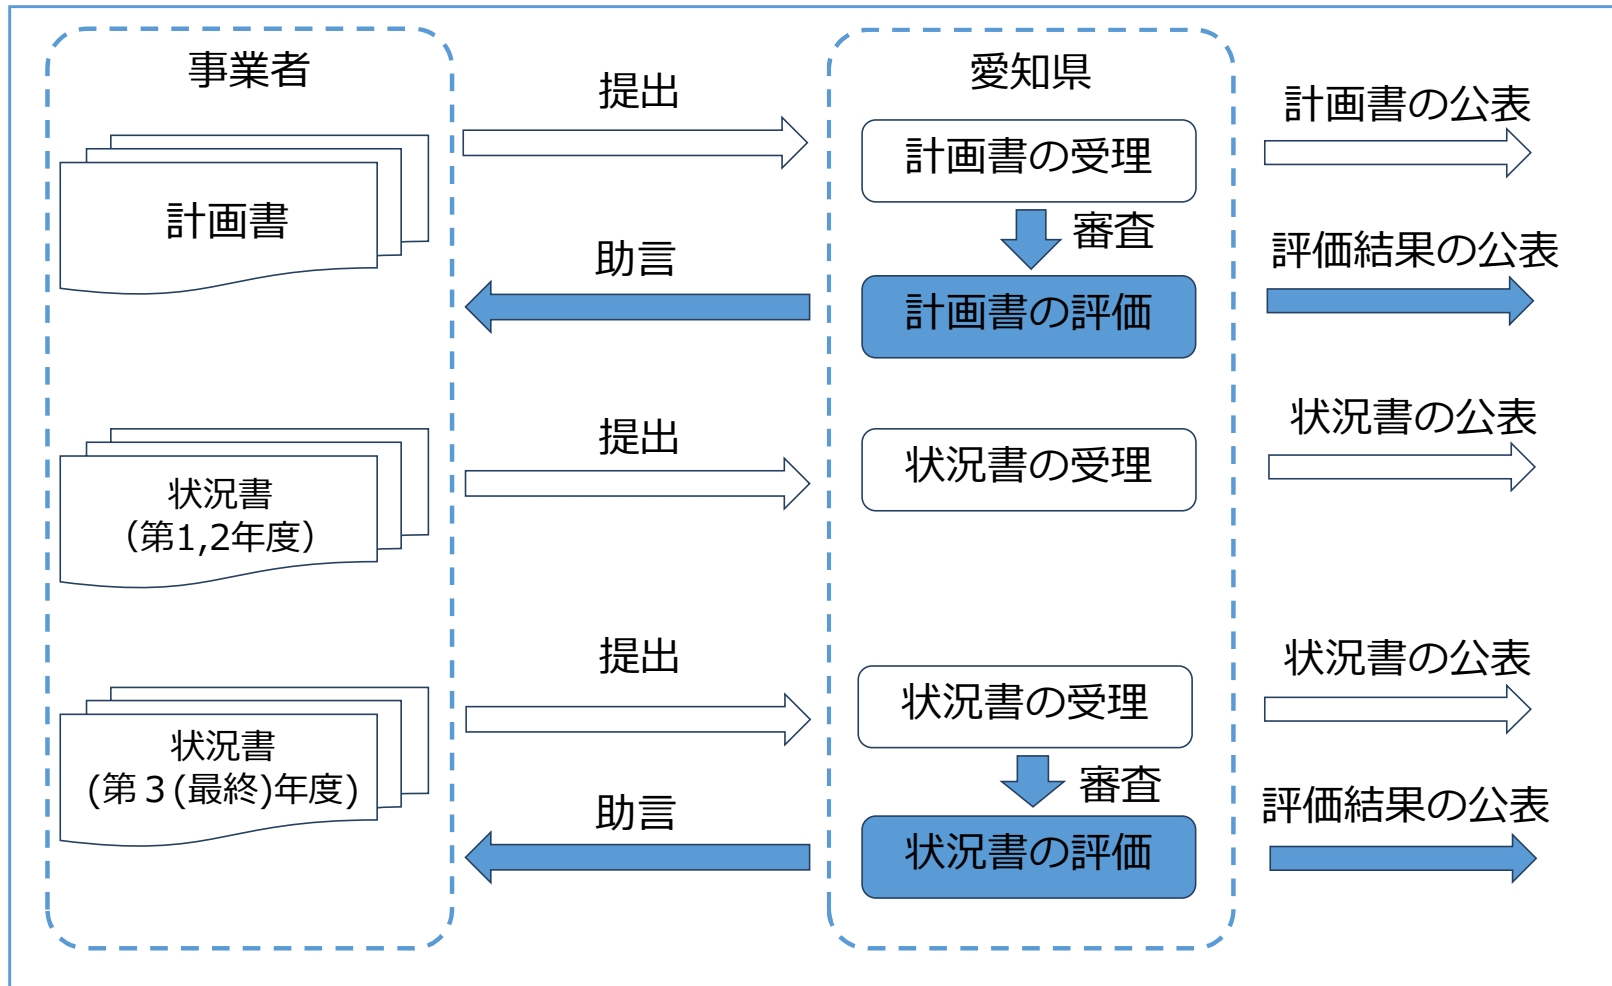 事業者
提出
愛知県
計画書の公表
計画書
計画書の受理
審査
助言
計画書の評価
評価結果の公表
状況書
（第1,2年度）
提出
状況書の受理
状況書の公表
状況書
(第３(最終)年度)
提出
状況書の受理
状況書の公表
審査
助言
状況書の評価
評価結果の公表